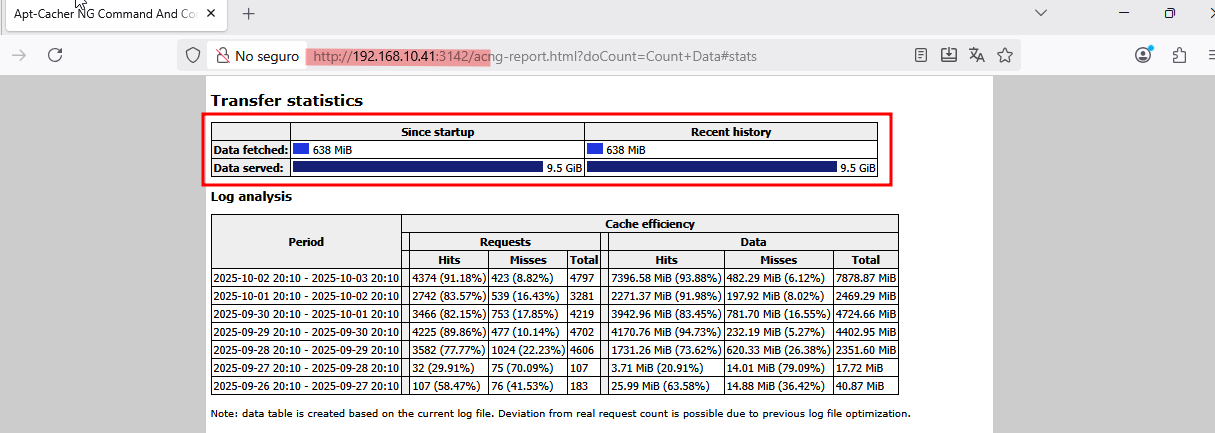 Apt-Cacher NG Command And Co
No seguro http://192.168.10.41:3142/acng-report.html?doCount=Count+Data#stats
Transfer statistics
Since startup Recent history
Data fetched: 638 MiB 638 MiB
Data served: 9.5 GiB 9.5 GiB
Log analysis
Period Cache efficiency
Requests Data
Hits Misses Total Hits Misses Total
2025-10-02 20:10 - 2025-10-03 20:10 4374 (91.18%) 423 (8.82%) 4797 7396.58 MiB (93.88%) 482.29 MiB (6.12%) 7878.87 MiB
2025-10-01 20:10 - 2025-10-02 20:10 2742 (83.57%) 539 (16.43%) 3281 2271.37 MiB (91.98%) 197.92 MiB (8.02%) 2469.29 MiB
2025-09-30 20:10 - 2025-10-01 20:10 3466 (82.15%) 753 (17.85%) 4219 3942.96 MiB (83.45%) 781.70 MiB (16.55%) 4724.66 MiB
2025-09-29 20:10 - 2025-09-30 20:10 4225 (89.86%) 477 (10.14%) 4702 4170.76 MiB (94.73%) 232.19 MiB (5.27%) 4402.95 MiB
2025-09-28 20:10 - 2025-09-29 20:10 3582 (77.77%) 1024 (22.23%) 4606 1731.26 MiB (73.62%) 620.33 MiB (26.38%) 2351.60 MiB
2025-09-27 20:10 - 2025-09-28 20:10 32 (29.91%) 75 (70.09%) 107 3.71 MiB (20.91%) 14.01 MiB (79.09%) 17.72 MiB
2025-09-26 20:10 - 2025-09-27 20:10 107 (58.47%) 76 (41.53%) 183 25.99 MiB (63.58%) 14.88 MiB (36.42%) 40.87 MiB
Note: data table is created based on the current log file. Deviation from real request count is possible due to previous log file optimization.